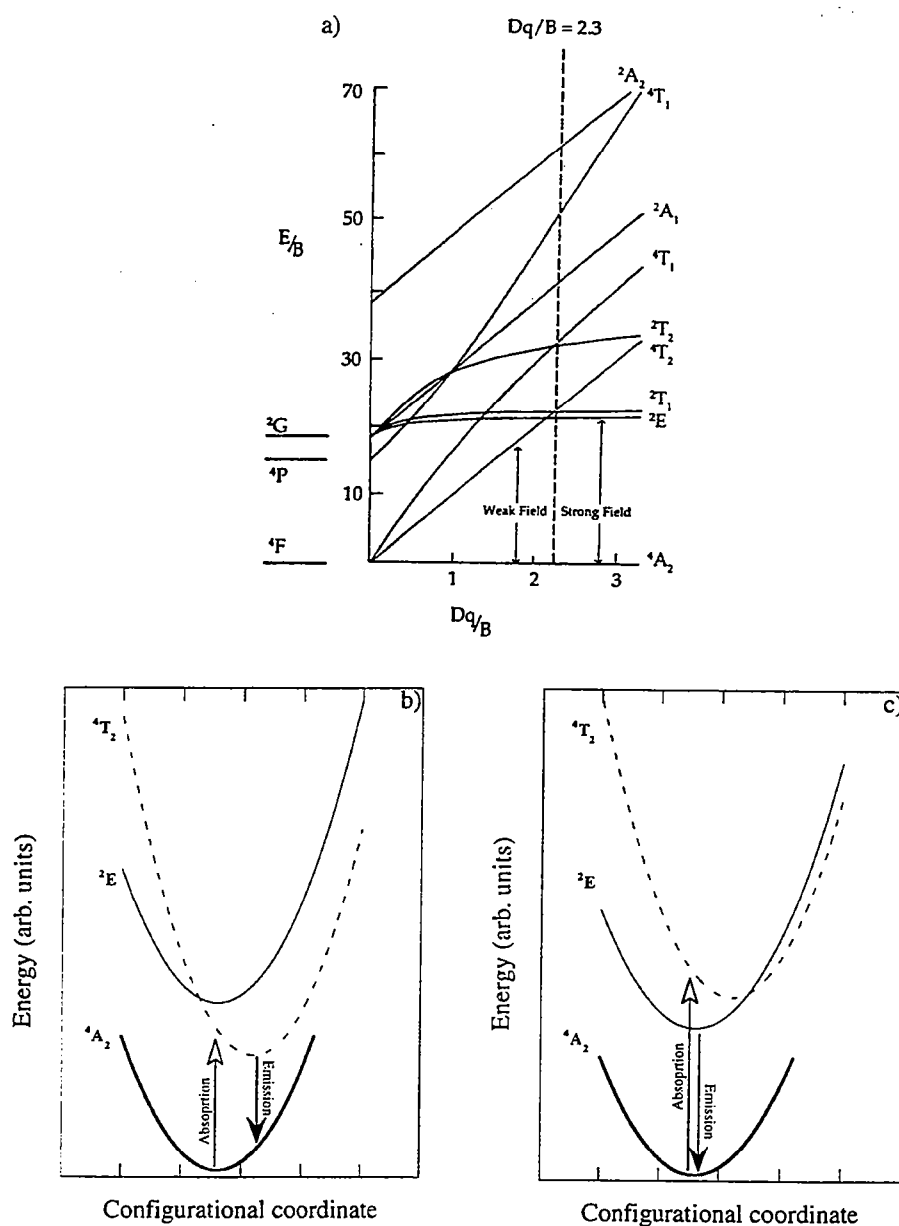 a)
Dq/B = 2.3
²A₂
⁴T₁
70
50
E/B
²A₁
⁴T₁
30
²T₂
⁴T₂
²T₁
²E
²G
⁴P
10
Weak Field
Strong Field
⁴F
⁴A₂
1
2
3
Dq/B
b)
⁴T₂
²E
⁴A₂
Absoprtion
Emission
Energy (arb. units)
Configurational coordinate
c)
⁴T₂
²E
⁴A₂
Absoprtion
Emission
Energy (arb. units)
Configurational coordinate